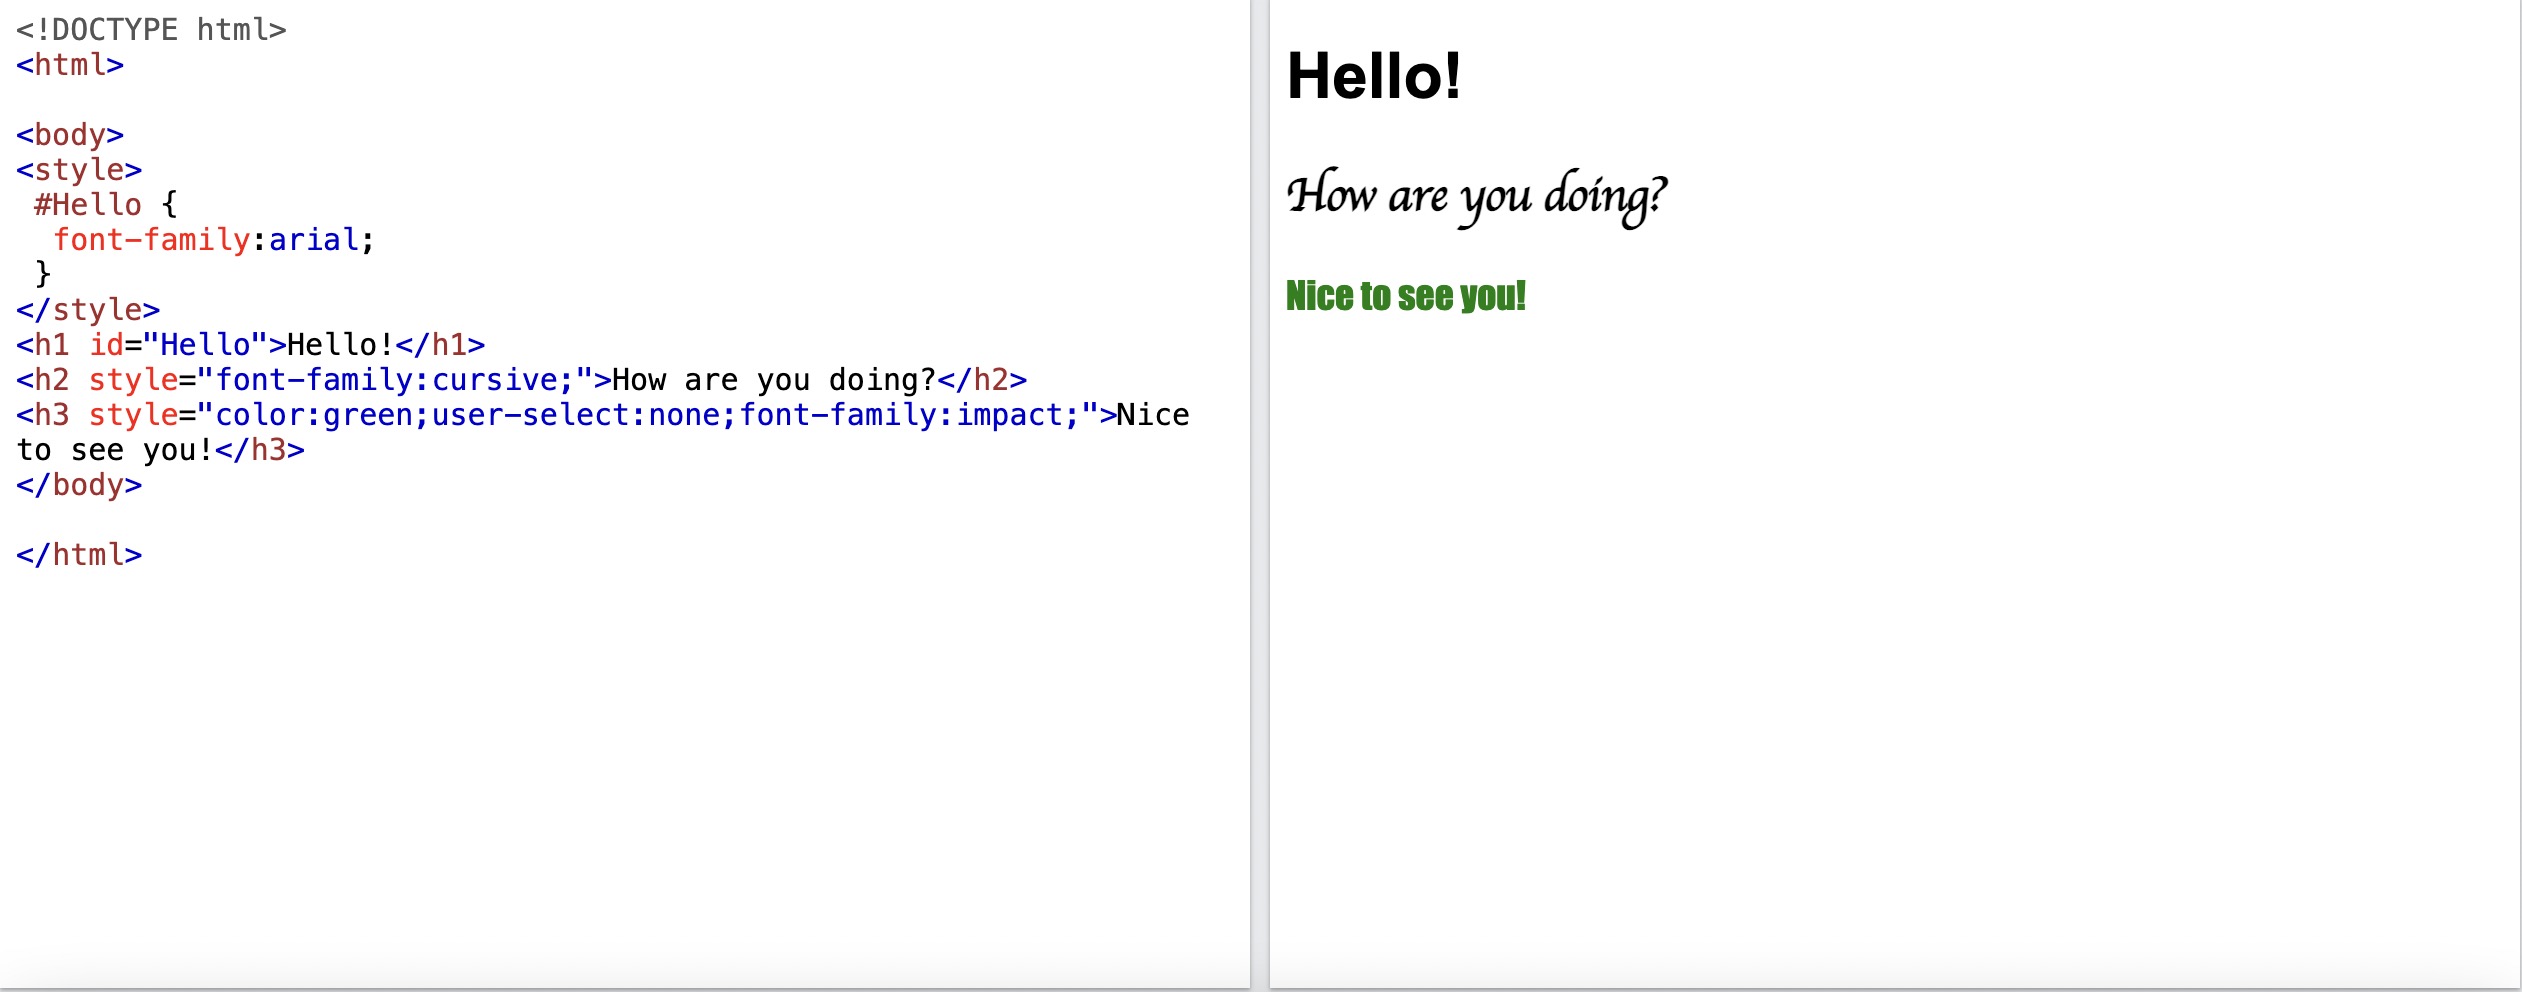 <!DOCTYPE html>
<html>
<body>
<style>
#Hello {
font-family:arial;
}
</style>
<h1 id="Hello">Hello!</h1>
<h2 style="font-family:cursive;">How are you doing?</h2>
<h3 style="color:green;user-select:none;font-family:impact;">Nice
to see you!</h3>
</body>
</html>
Hello!
How are you doing?
Nice to see you!